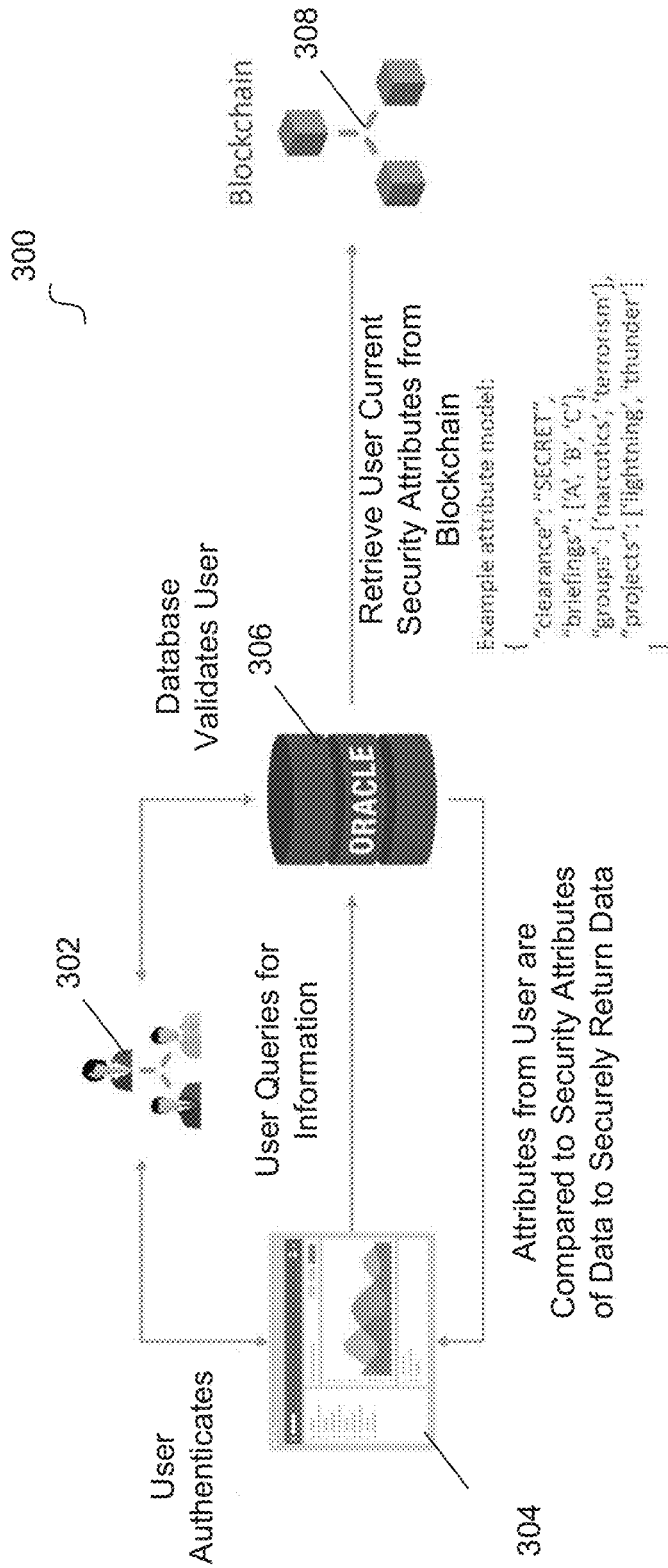 300
302
User
Authenticates
Database
Validates User
306
Blockchain
308
User Queries for
Information
ORACLE
Retrieve User Current
Security Attributes from
Blockchain
Example attribute model:
{
"clearance": "SECRET",
"briefings": ['A', 'B', 'C'],
"groups": ['narcotics', 'terrorism'],
"projects": ['lightning', 'thunder']
}
304
Attributes from User are
Compared to Security Attributes
of Data to Securely Return Data